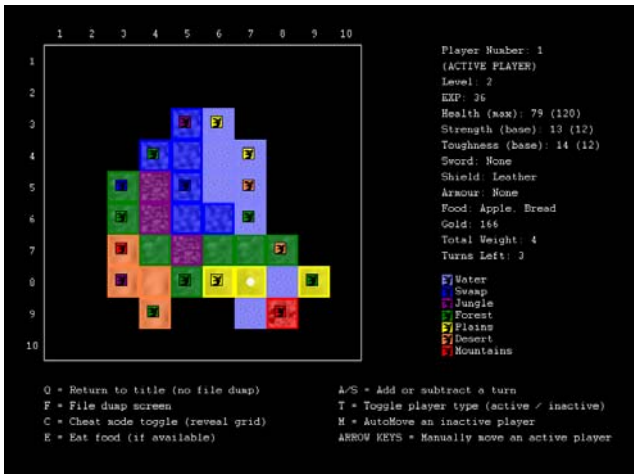 1 2 3 4 5 6 7 8 9 10
1
2
3
4
5
6
7
8
9
10
Player Number: 1
(ACTIVE PLAYER)
Level: 2
EXP: 36
Health (max): 79 (120)
Strength (base): 13 (12)
Toughness (base): 14 (12)
Sword: None
Shield: Leather
Armour: None
Food: Apple, Bread
Gold: 166
Total Weight: 4
Turns Left: 3
Water
Swamp
Jungle
Forest
Plains
Desert
Mountains
Q = Return to title (no file dump)
F = File dump screen
C = Cheat mode toggle (reveal grid)
E = Eat food (if available)
A/S = Add or subtract a turn
T = Toggle player type (active / inactive)
M = AutoMove an inactive player
ARROW KEYS = Manually move an active player